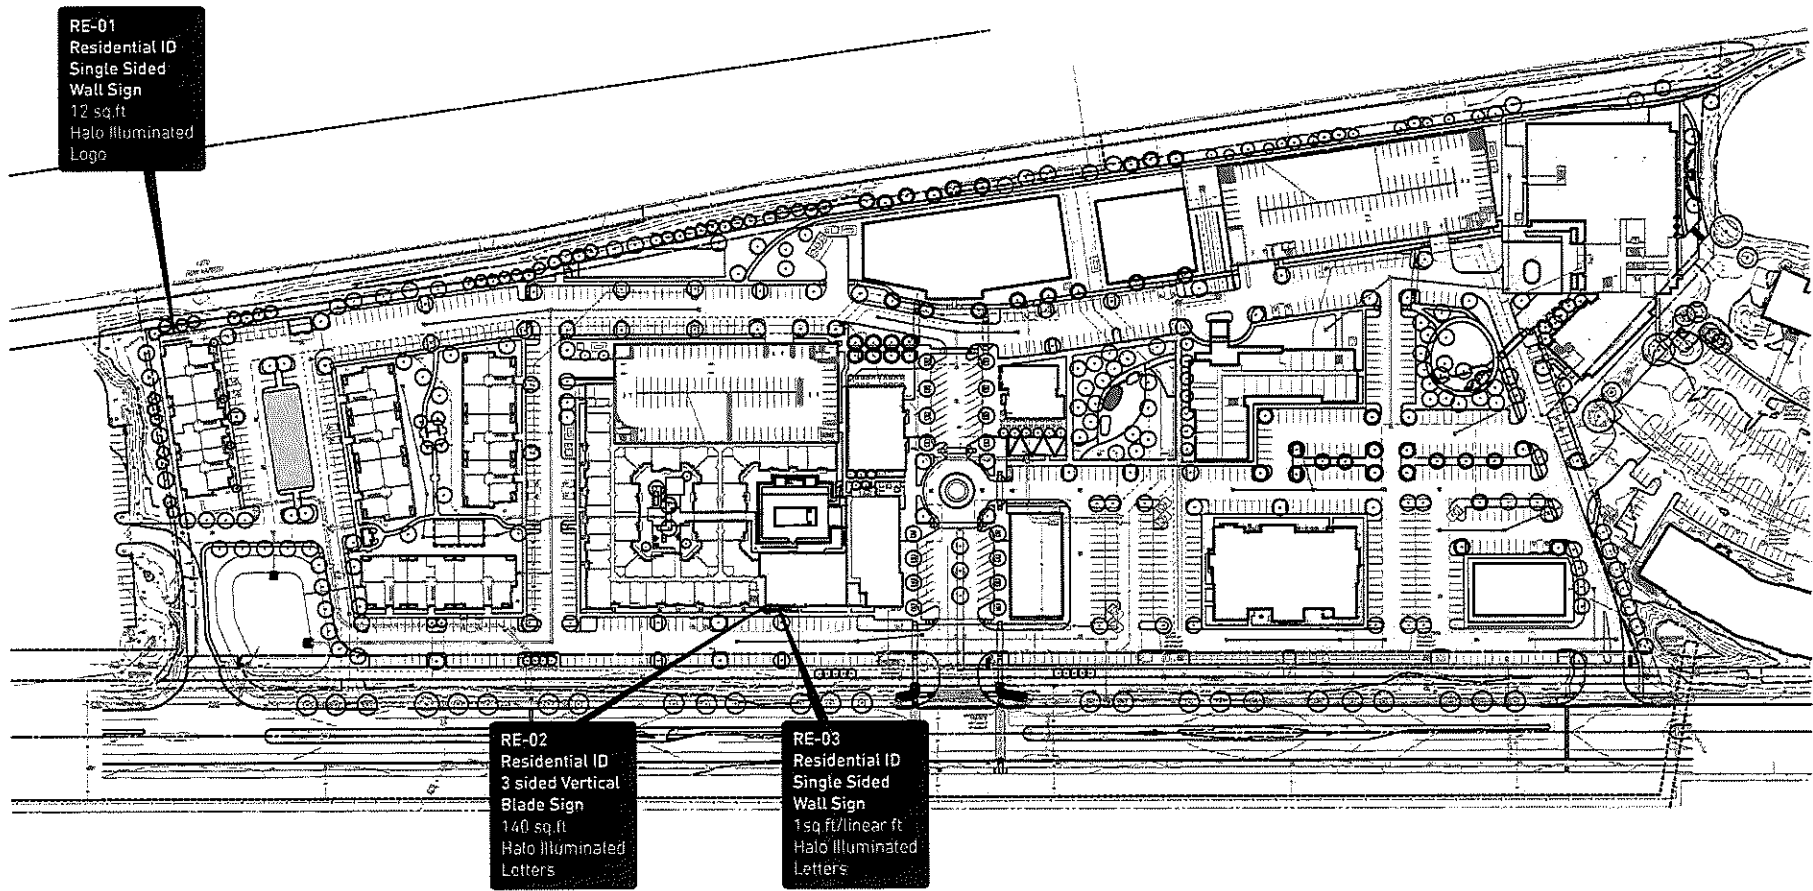 RE-01
Residential ID
Single Sided
Wall Sign
12 sq.ft
Halo Illuminated
Logo
RE-02
Residential ID
3 sided Vertical
Blade Sign
140 sq.ft
Halo Illuminated
Letters
RE-03
Residential ID
Single Sided
Wall Sign
1sq.ft/linear ft
Halo Illuminated
Letters